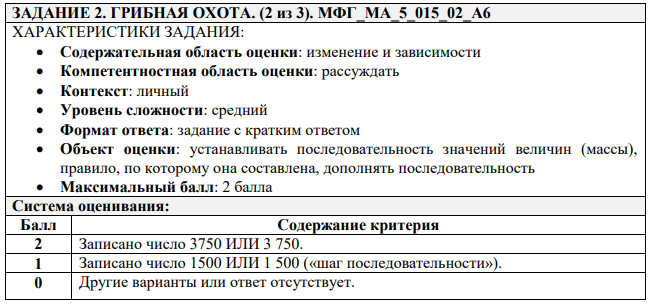 ЗАДАНИЕ 2. ГРИБНАЯ ОХОТА. (2 из 3). МФГ_МА_5_015_02_А6
ХАРАКТЕРИСТИКИ ЗАДАНИЯ:
• Содержательная область оценки: изменение и зависимости
• Компетентностная область оценки: рассуждать
• Контекст: личный
• Уровень сложности: средний
• Формат ответа: задание с кратким ответом
• Объект оценки: устанавливать последовательность значений величин (массы),
правило, по которому она составлена, дополнять последовательность
• Максимальный балл: 2 балла
Система оценивания:
Балл Содержание критерия
2 Записано число 3750 ИЛИ 3 750.
1 Записано число 1500 ИЛИ 1 500 («шаг последовательности»).
0 Другие варианты или ответ отсутствует.